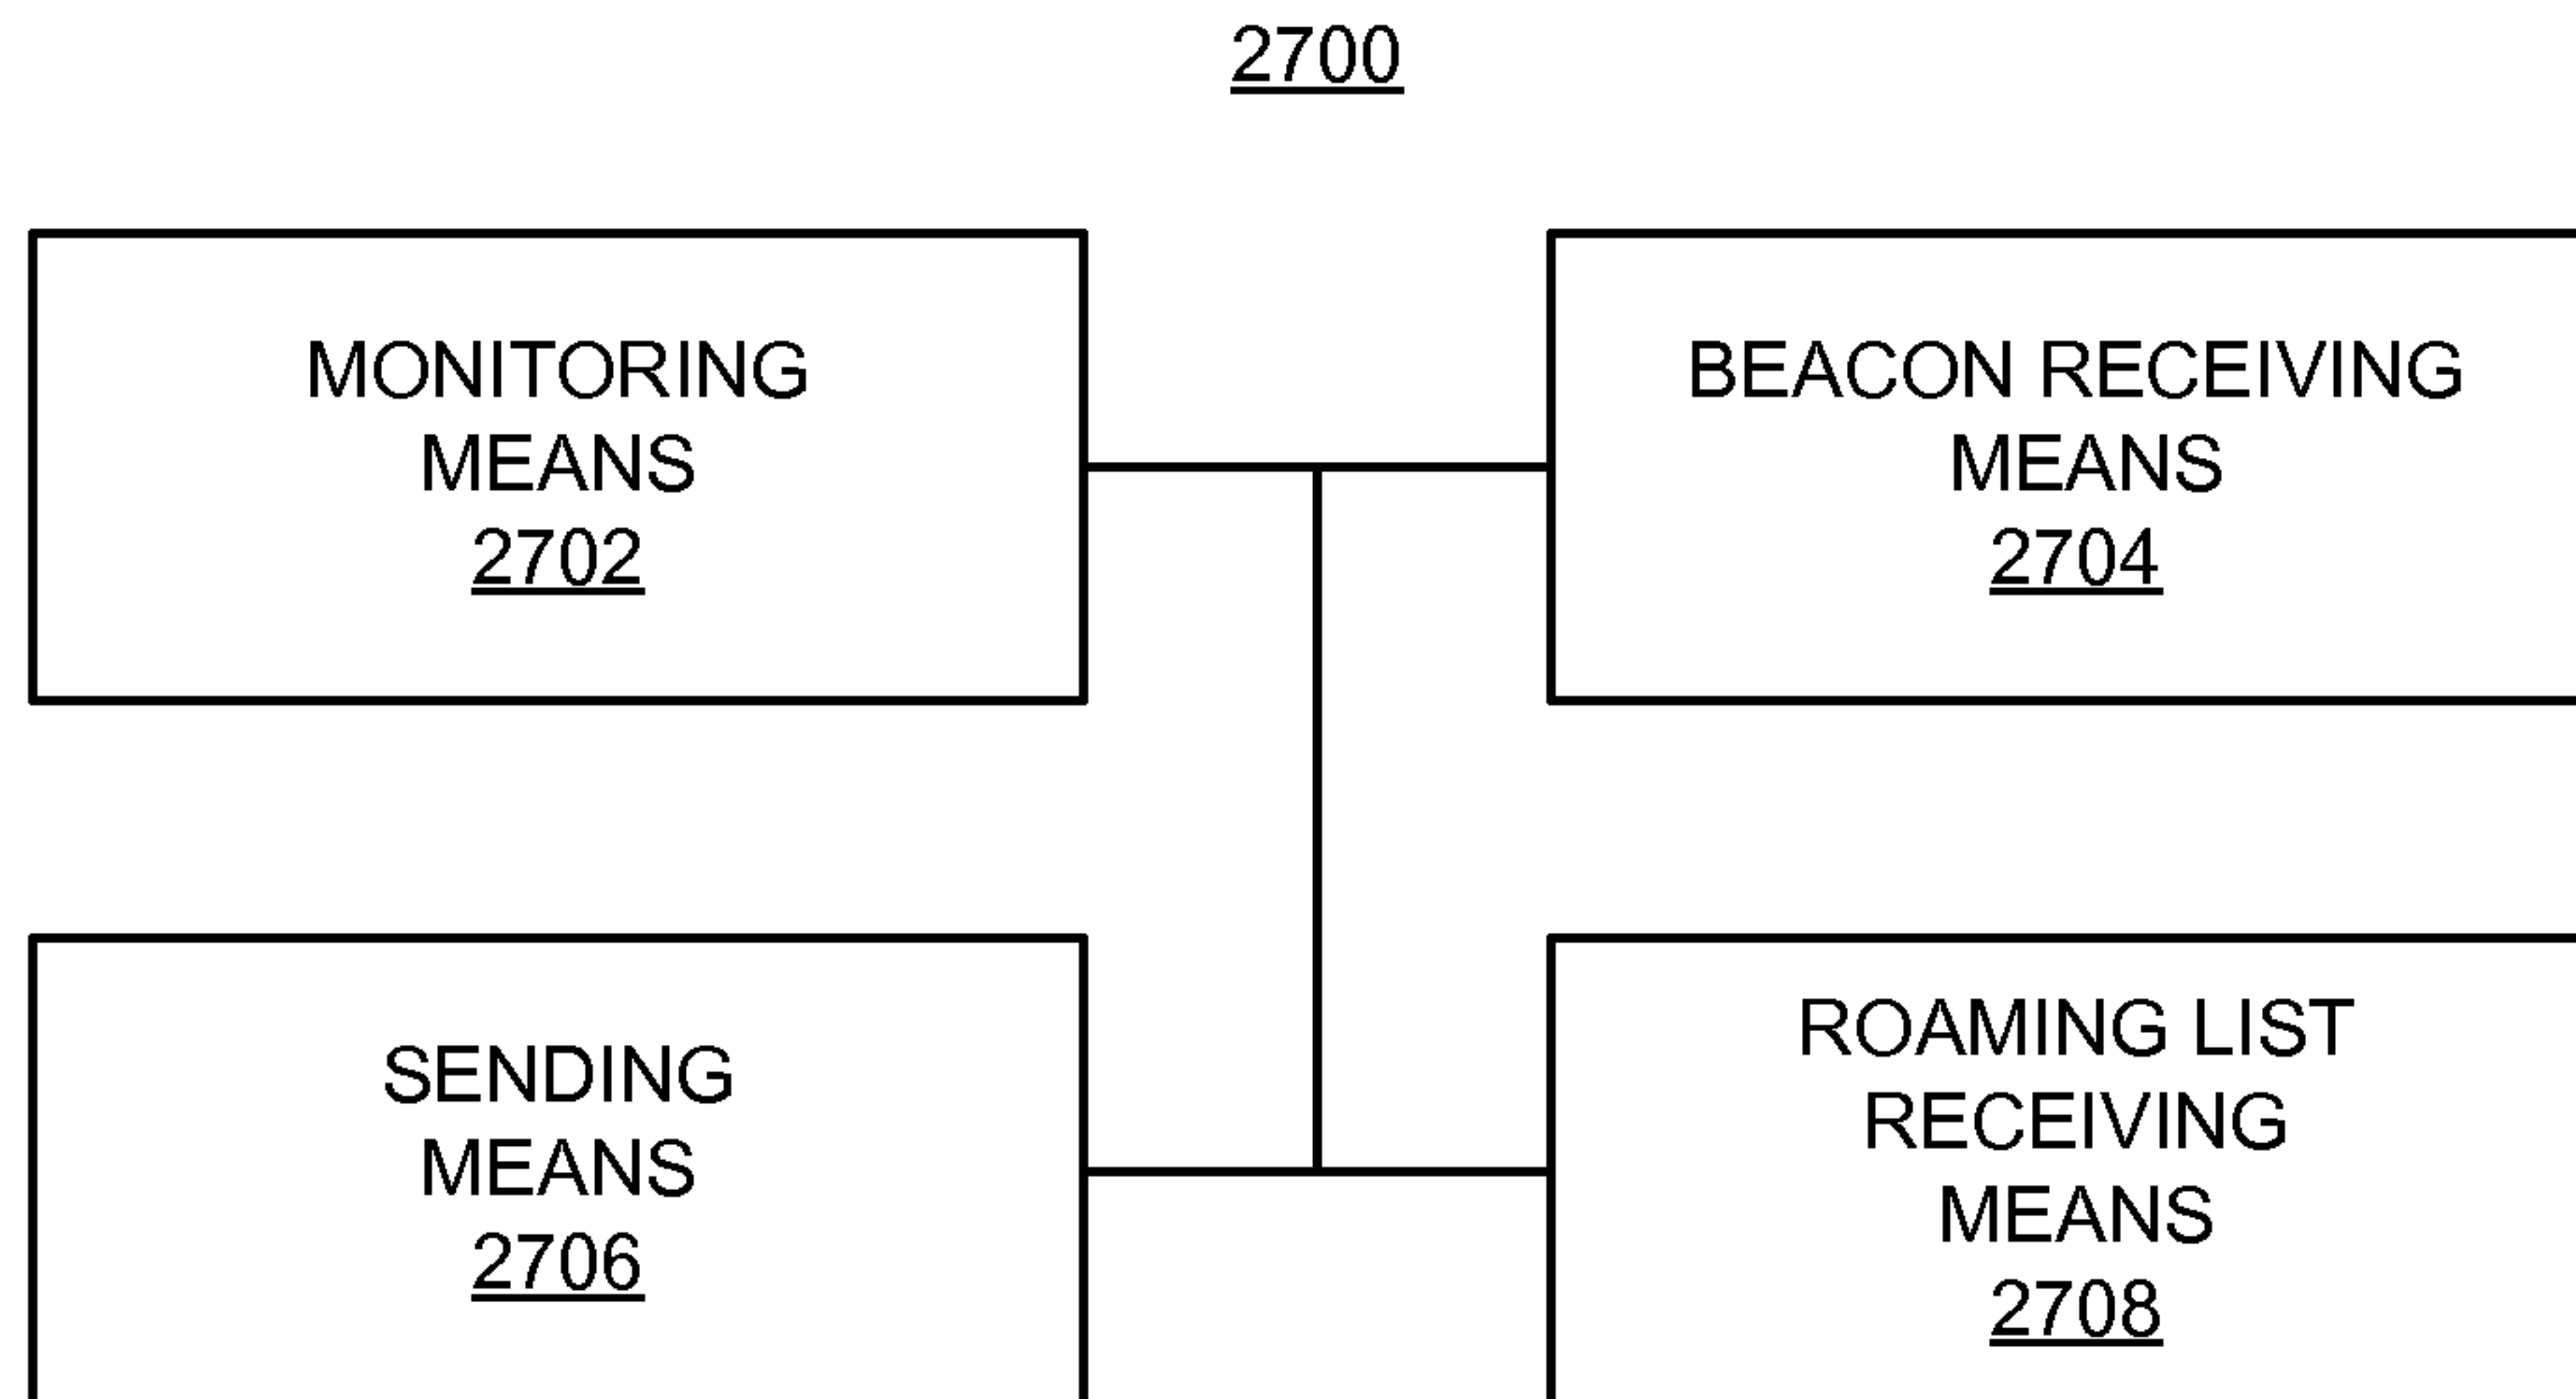 2700
MONITORING
MEANS
2702
BEACON RECEIVING
MEANS
2704
SENDING
MEANS
2706
ROAMING LIST
RECEIVING
MEANS
2708